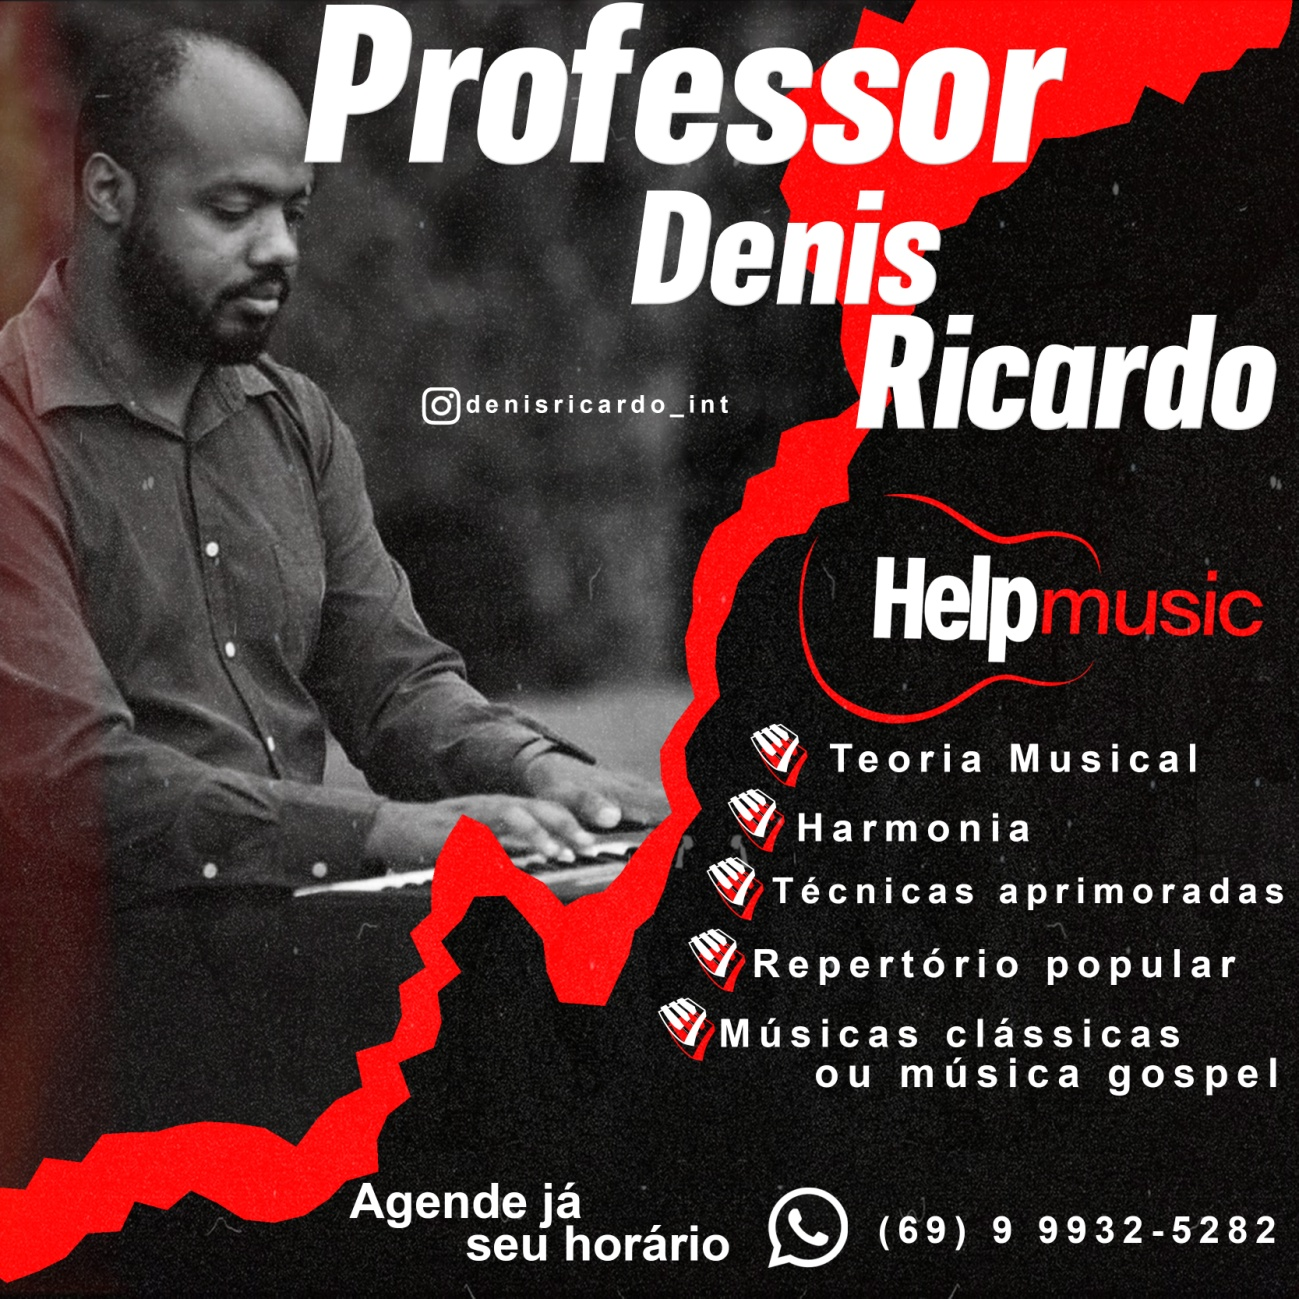 Professor
Denis
Ricardo
denisricardo_int
Helpmusic
Teoria Musical
Harmonia
Técnicas aprimoradas
Repertório popular
Músicas clássicas
ou música gospel
Agende já
seu horário
(69) 9 9932-5282